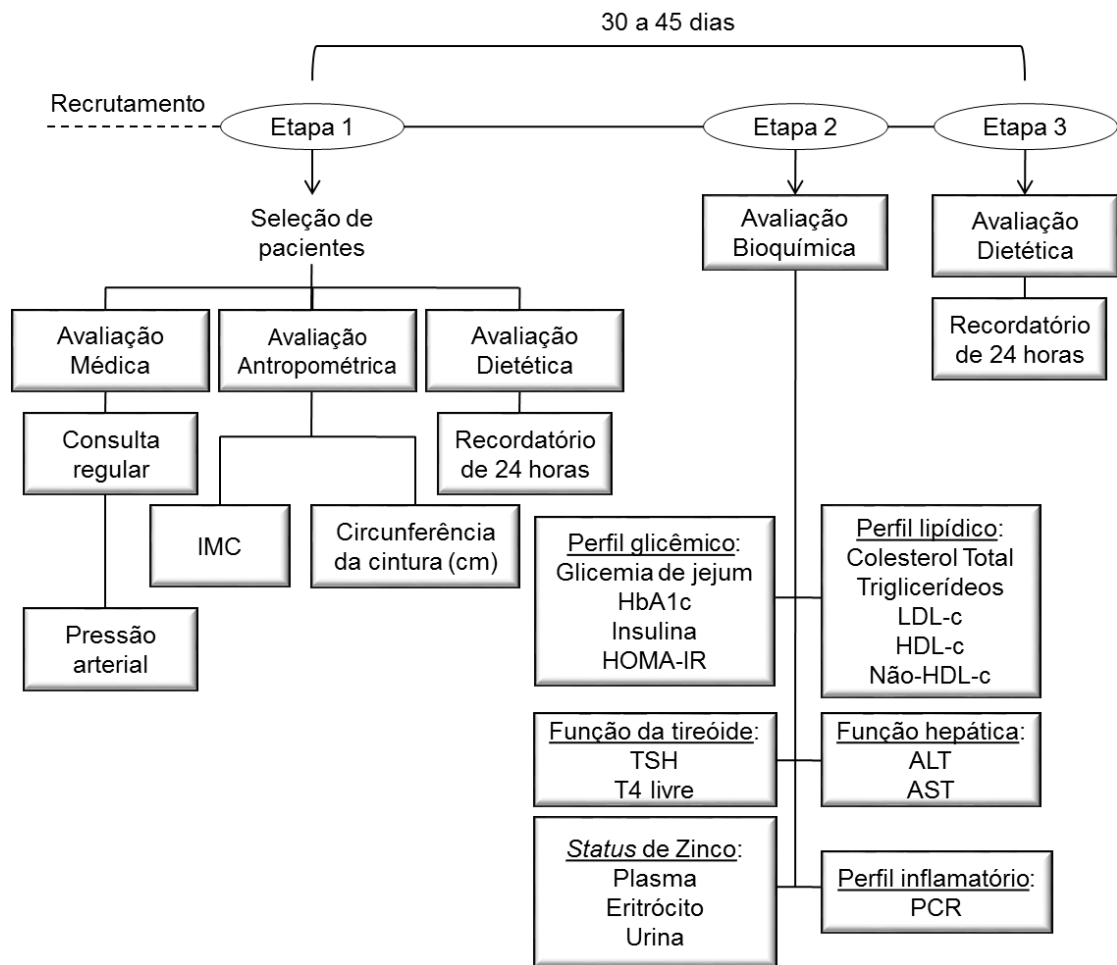 30 a 45 dias
Recrutamento
Etapa 1
Etapa 2
Etapa 3
Seleção de
pacientes
Avaliação
Médica
Consulta
regular
Pressão
arterial
Avaliação
Antropométrica
IMC
Circunferência
da cintura (cm)
Avaliação
Dietética
Recordatório
de 24 horas
Avaliação
Bioquímica
Perfil glicêmico:
Glicemia de jejum
HbA1c
Insulina
HOMA-IR
Perfil lipídico:
Colesterol Total
Triglicerídeos
LDL-c
HDL-c
Não-HDL-c
Função da tireóide:
TSH
T4 livre
Função hepática:
ALT
AST
Status de Zinco:
Plasma
Eritrócito
Urina
Perfil inflamatório:
PCR
Avaliação
Dietética
Recordatório
de 24 horas